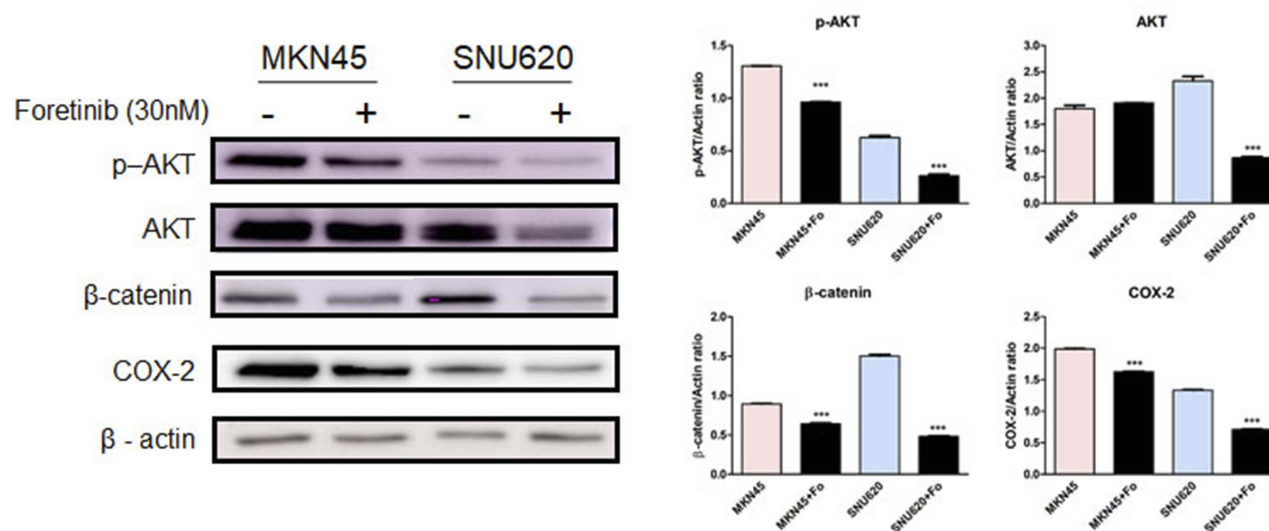 MKN45 SNU620
Foretinib (30nM) - + - +
p–AKT
AKT
β-catenin
COX-2
β - actin
p-AKT
p-AKT/Actin ratio
1.5
1.0
0.5
0.0
MKN45
MKN45+Fo
SNU620
SNU620+Fo
***
***
AKT
AKT/Actin ratio
3.0
2.5
2.0
1.5
1.0
0.5
0.0
MKN45
MKN45+Fo
SNU620
SNU620+Fo
***
β-catenin
β-catenin/Actin ratio
2.0
1.5
1.0
0.5
0.0
MKN45
MKN45+Fo
SNU620
SNU620+Fo
***
***
COX-2
COX-2/Actin ratio
2.5
2.0
1.5
1.0
0.5
0.0
MKN45
MKN45+Fo
SNU620
SNU620+Fo
***
***